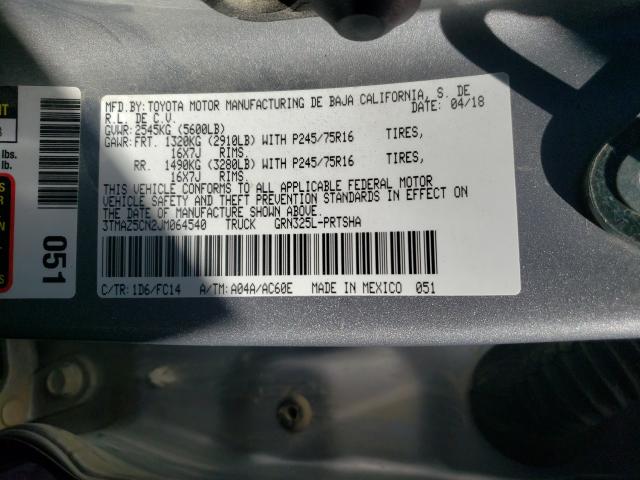 MFD.BY: TOYOTA MOTOR MANUFACTURING DE BAJA CALIFORNIA, S. DE
R.L. DE C.V. DATE: 04/18
GVWR: 2545KG (5600LB)
GAWR: FRT. 1320KG (2910LB) WITH P245/75R16 TIRES,
16X7J RIMS,
RR. 1490KG (3280LB) WITH P245/75R16 TIRES,
16X7J RIMS.
THIS VEHICLE CONFORMS TO ALL APPLICABLE FEDERAL MOTOR
VEHICLE SAFETY AND THEFT PREVENTION STANDARDS IN EFFECT ON
THE DATE OF MANUFACTURE SHOWN ABOVE.
3TMAZ5CN2JM064540 TRUCK GRN325L-PRTSHA
C/TR: 1D6/FC14 A/TM: A04A/AC60E MADE IN MEXICO 051
lbs.
lb.
051